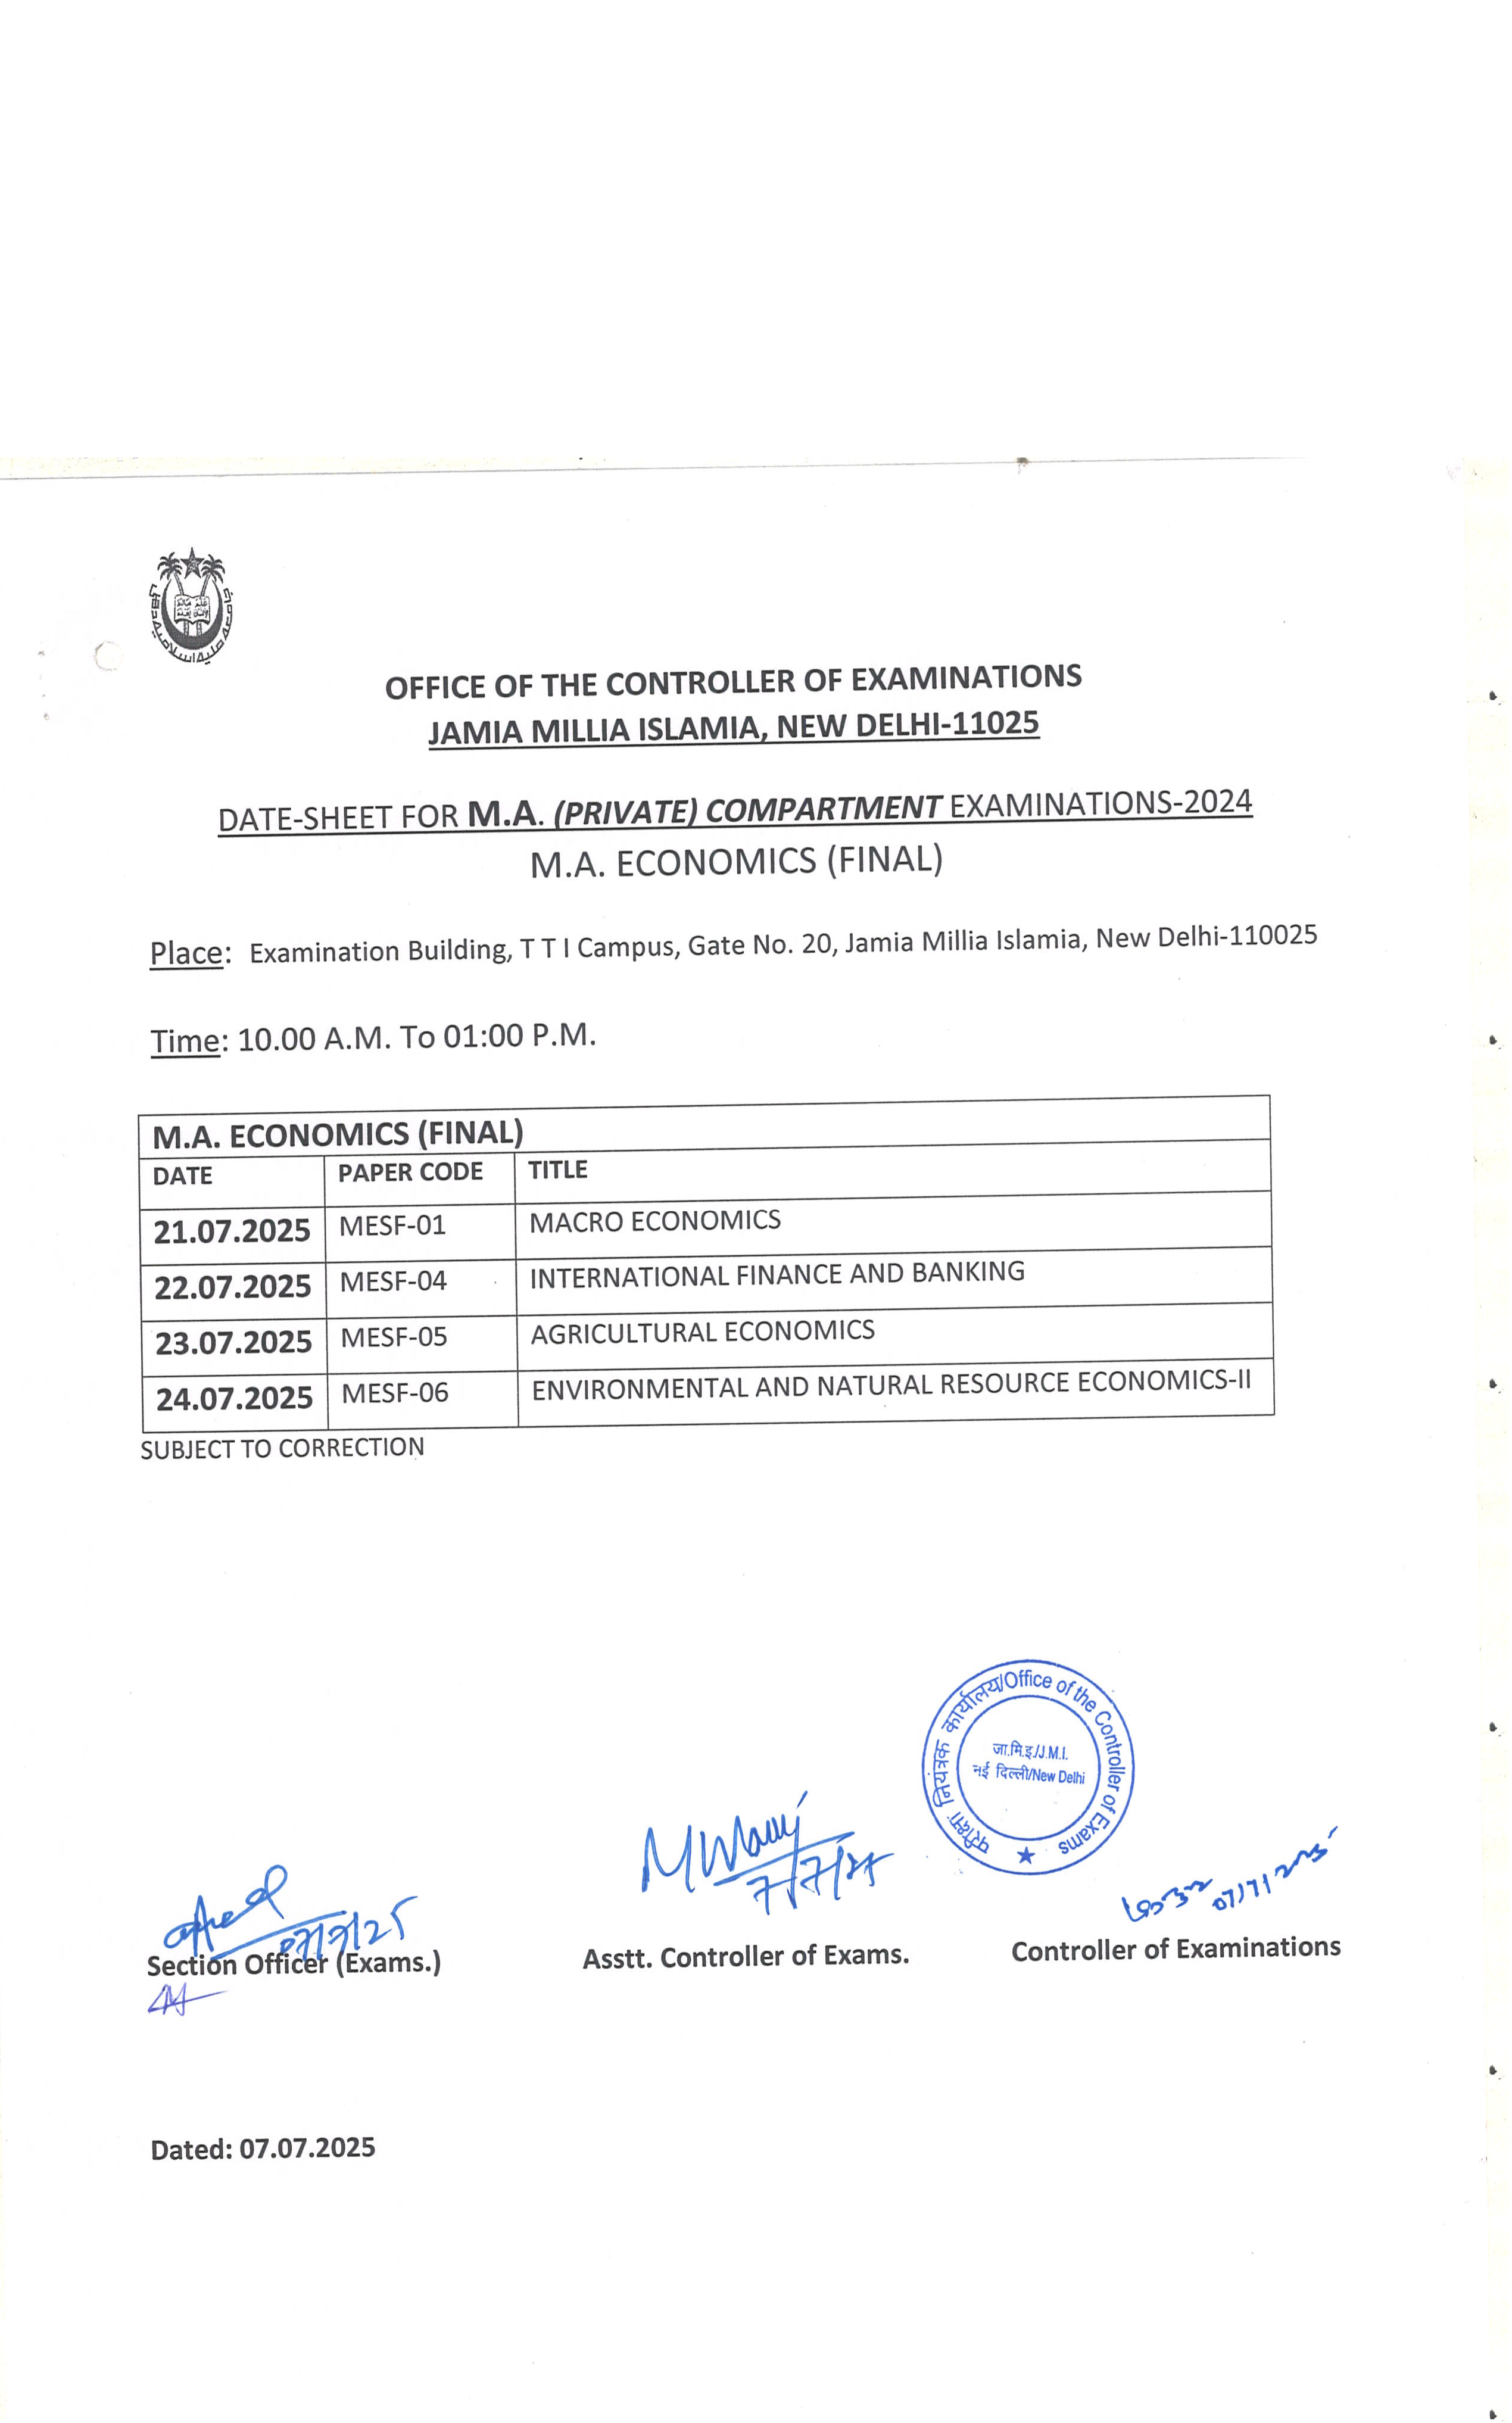 OFFICE OF THE CONTROLLER OF EXAMINATIONS
JAMIA MILLIA ISLAMIA, NEW DELHI-11025
DATE-SHEET FOR M.A. (PRIVATE) COMPARTMENT EXAMINATIONS-2024
M.A. ECONOMICS (FINAL)
Place: Examination Building, T T I Campus, Gate No. 20, Jamia Millia Islamia, New Delhi-110025
Time: 10.00 A.M. To 01:00 P.M.
M.A. ECONOMICS (FINAL)
DATE PAPER CODE TITLE
21.07.2025 MESF-01 MACRO ECONOMICS
22.07.2025 MESF-04 INTERNATIONAL FINANCE AND BANKING
23.07.2025 MESF-05 AGRICULTURAL ECONOMICS
24.07.2025 MESF-06 ENVIRONMENTAL AND NATURAL RESOURCE ECONOMICS-II
SUBJECT TO CORRECTION
परीक्षा नियंत्रक कार्यालय/Office of the Controller of Exams
जा.मि.इ./J.M.I.
नई दिल्ली/New Delhi
7/7/25
07/7/25
07/7/2025
Section Officer (Exams.) Asstt. Controller of Exams. Controller of Examinations
Dated: 07.07.2025